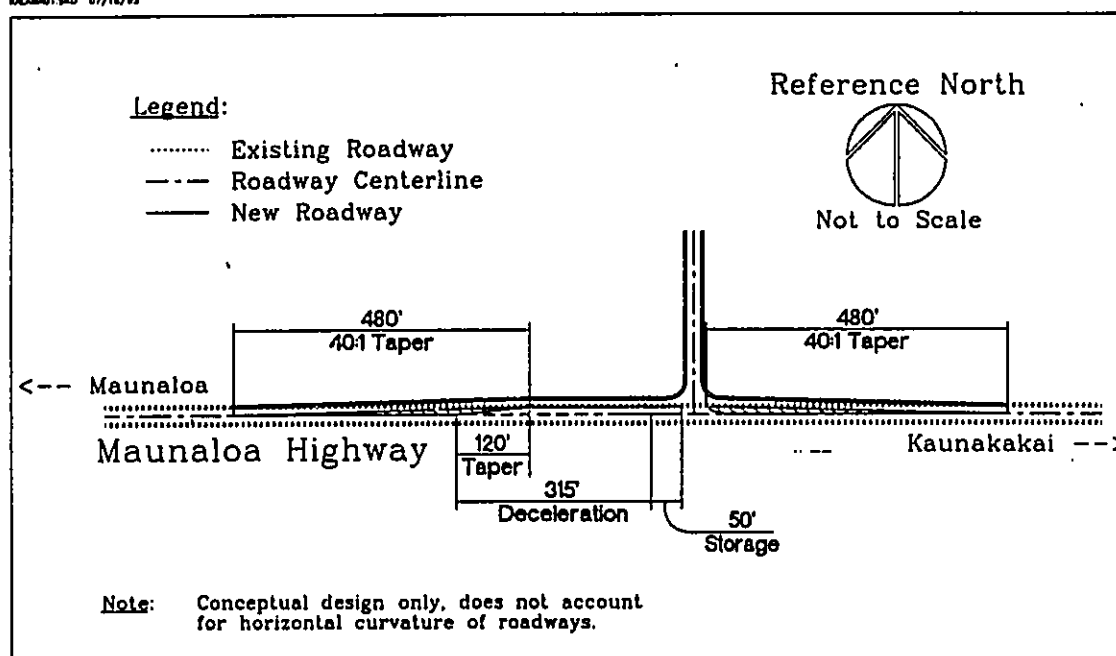 Legend:
Existing Roadway
Roadway Centerline
New Roadway
Reference North
Not to Scale
480'
40:1 Taper
480'
40:1 Taper
<-- Maunaloa
Maunaloa Highway
Kaunakakai -->
120'
Taper
315'
Deceleration
50'
Storage
Note: Conceptual design only, does not account
for horizontal curvature of roadways.